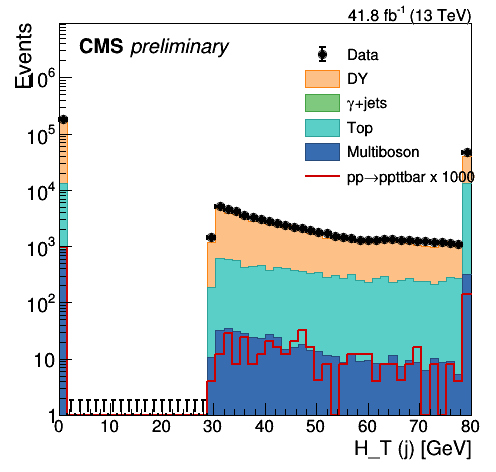 41.8 fb⁻¹ (13 TeV)
CMS preliminary
Events
Data
DY
γ+jets
Top
Multiboson
pp→ppttbar x 1000
10⁶
10⁵
10⁴
10³
10²
10
1
0 10 20 30 40 50 60 70 80
H_T (j) [GeV]